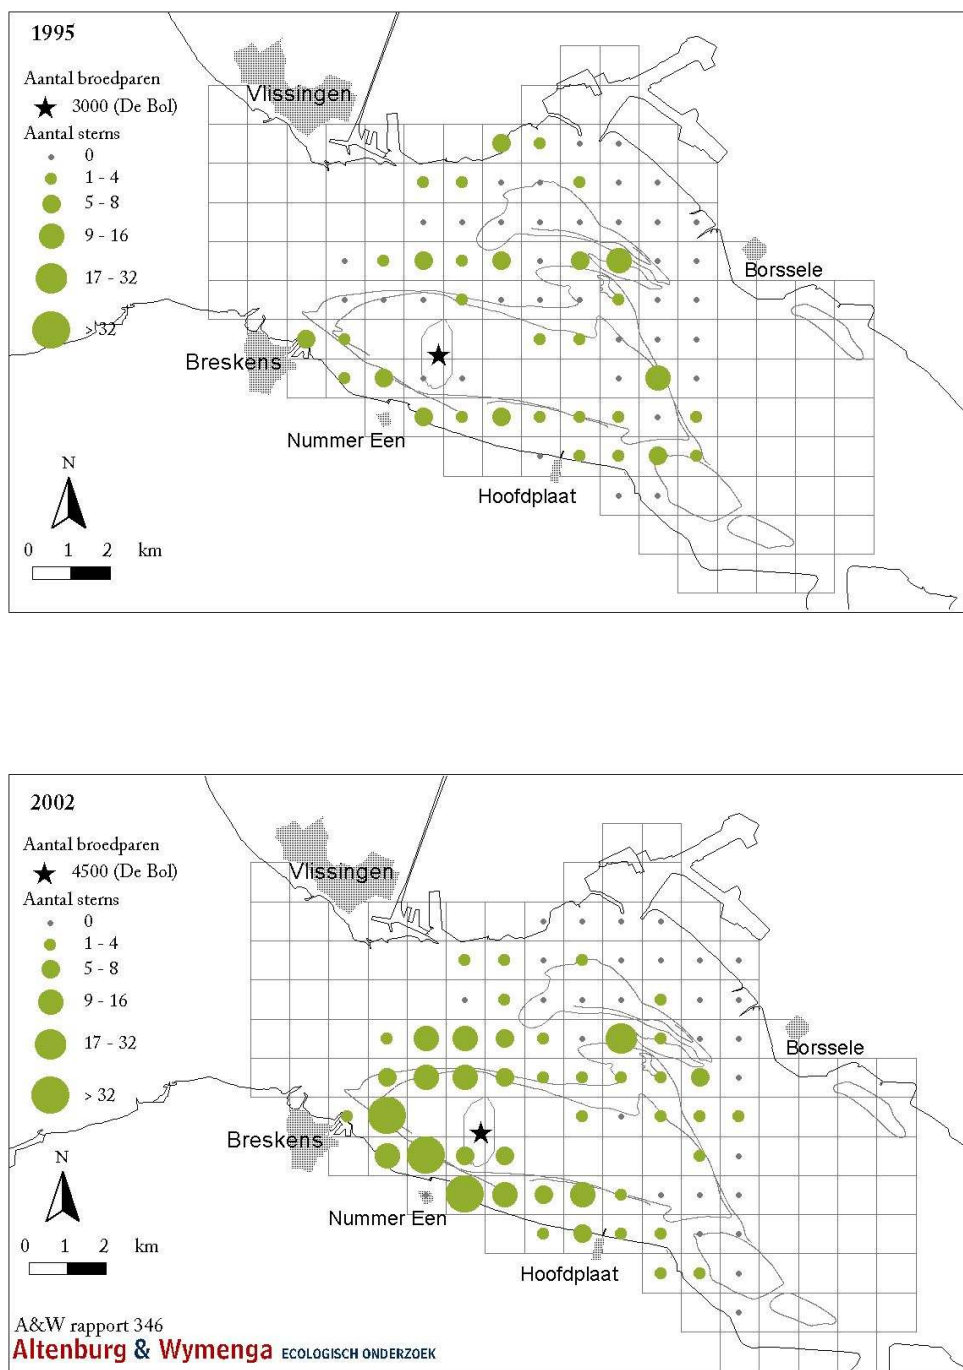 1995
Aantal broedparen
3000 (De Bol)
Aantal sterns
0
1 - 4
5 - 8
9 - 16
17 - 32
> 32
Vlissingen
Borssele
Breskens
Nummer Een
Hoofdplaat
N
0 1 2 km
2002
Aantal broedparen
4500 (De Bol)
Aantal sterns
0
1 - 4
5 - 8
9 - 16
17 - 32
> 32
Vlissingen
Borssele
Breskens
Nummer Een
Hoofdplaat
N
0 1 2 km
A&W rapport 346
Altenburg & Wymenga ECOLOGISCH ONDERZOEK